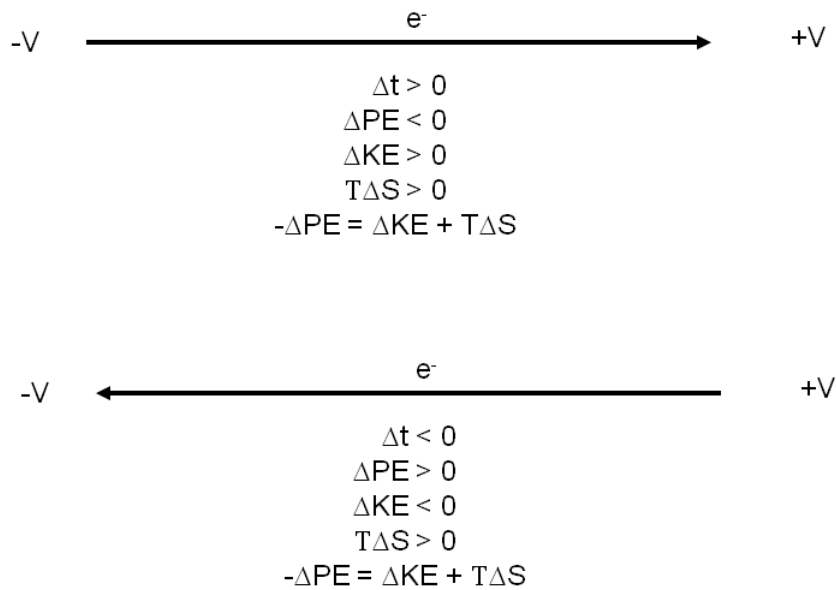 e⁻
-V +V
Δt > 0
ΔPE < 0
ΔKE > 0
TΔS > 0
-ΔPE = ΔKE + TΔS
e⁻
-V +V
Δt < 0
ΔPE > 0
ΔKE < 0
TΔS > 0
-ΔPE = ΔKE + TΔS